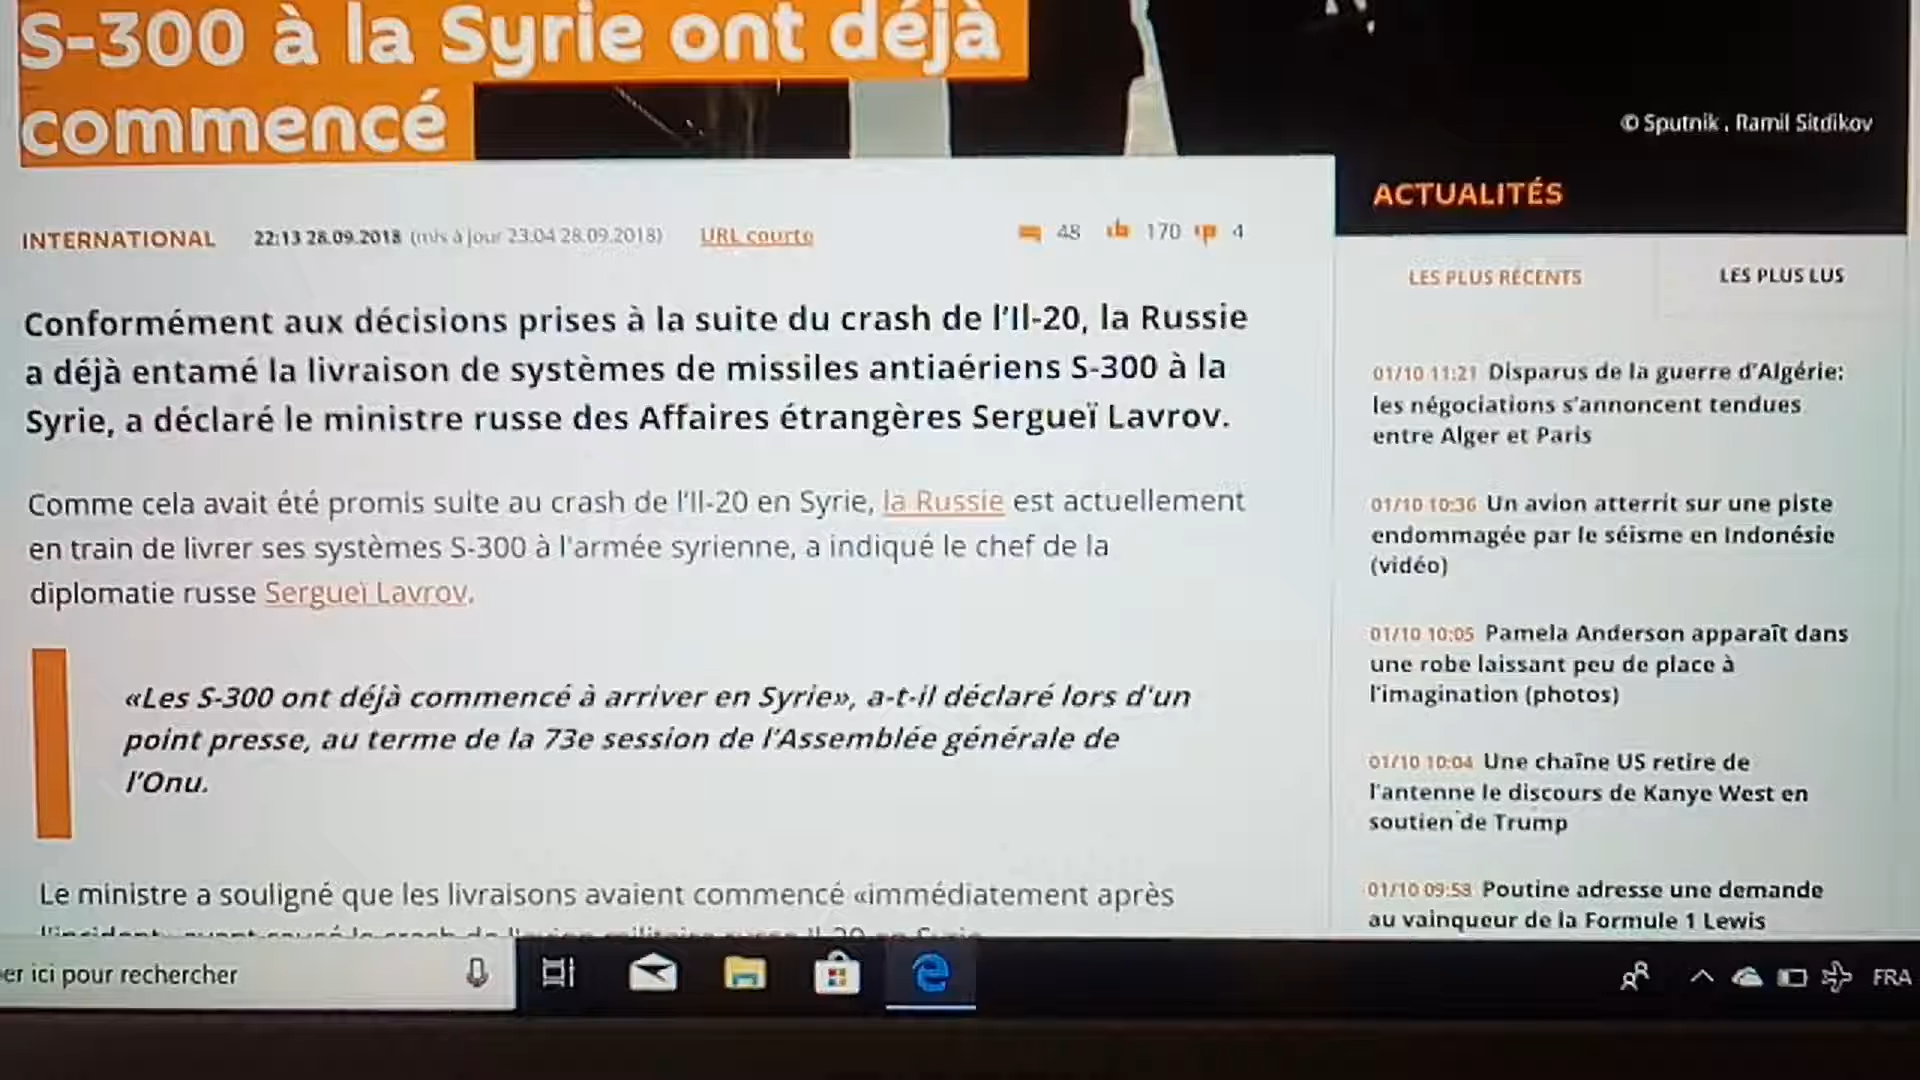 S-300 à la Syrie ont déjà
commencé
© Sputnik . Ramil Sitdikov
INTERNATIONAL 22:13 28.09.2018 (mis à jour 23:04 28.09.2018) URL courte 48 170 4
Conformément aux décisions prises à la suite du crash de l’Il-20, la Russie
a déjà entamé la livraison de systèmes de missiles antiaériens S-300 à la
Syrie, a déclaré le ministre russe des Affaires étrangères Sergueï Lavrov.
Comme cela avait été promis suite au crash de l’Il-20 en Syrie, la Russie est actuellement
en train de livrer ses systèmes S-300 à l'armée syrienne, a indiqué le chef de la
diplomatie russe Sergueï Lavrov.
«Les S-300 ont déjà commencé à arriver en Syrie», a-t-il déclaré lors d'un
point presse, au terme de la 73e session de l’Assemblée générale de
l’Onu.
Le ministre a souligné que les livraisons avaient commencé «immédiatement après
ACTUALITÉS
LES PLUS RÉCENTS LES PLUS LUS
01/10 11:21 Disparus de la guerre d’Algérie:
les négociations s’annoncent tendues
entre Alger et Paris
01/10 10:36 Un avion atterrit sur une piste
endommagée par le séisme en Indonésie
(vidéo)
01/10 10:05 Pamela Anderson apparaît dans
une robe laissant peu de place à
l’imagination (photos)
01/10 10:04 Une chaîne US retire de
l’antenne le discours de Kanye West en
soutien de Trump
01/10 09:53 Poutine adresse une demande
au vainqueur de la Formule 1 Lewis
er ici pour rechercher
FRA